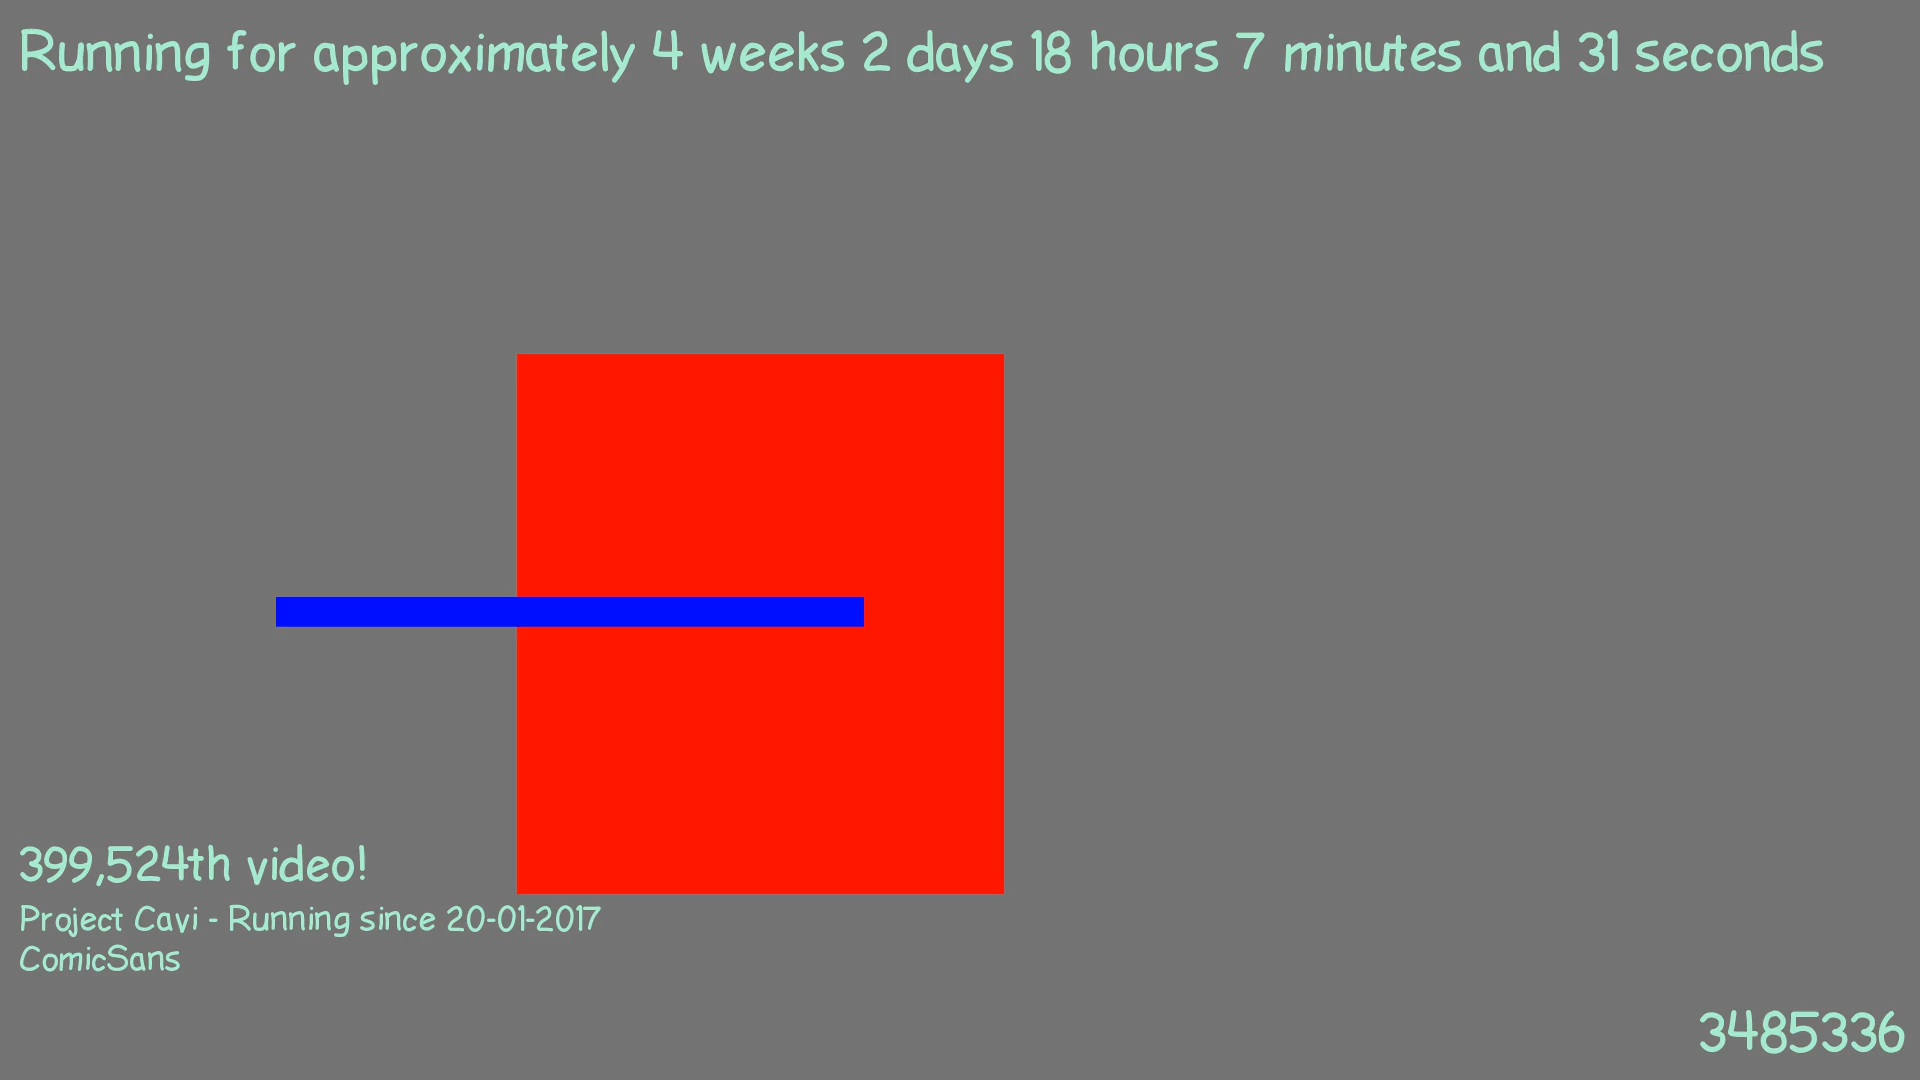 Running for approximately 4 weeks 2 days 18 hours 7 minutes and 31 seconds
399,524th video!
Project Cavi - Running since 20-01-2017
ComicSans
3485336